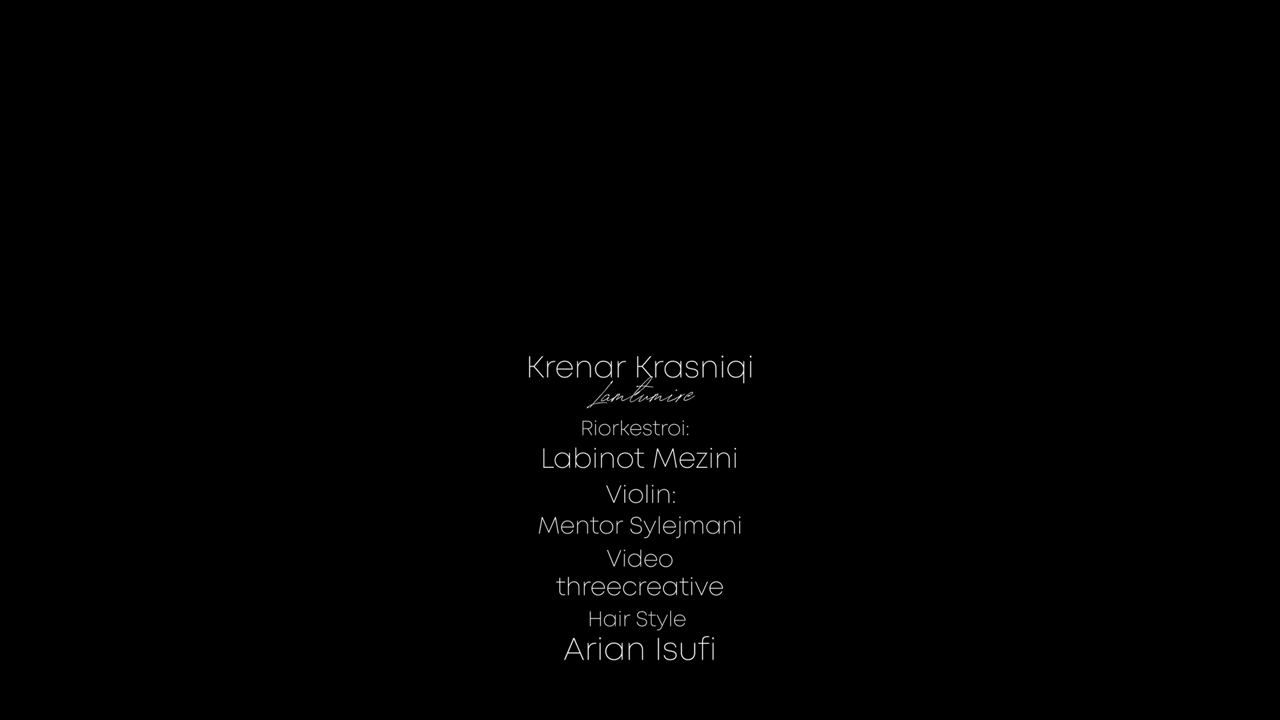 Krenar Krasniqi
Lamtumire
Riorkestroi:
Labinot Mezini
Violin:
Mentor Sylejmani
Video
threecreative
Hair Style
Arian Isufi